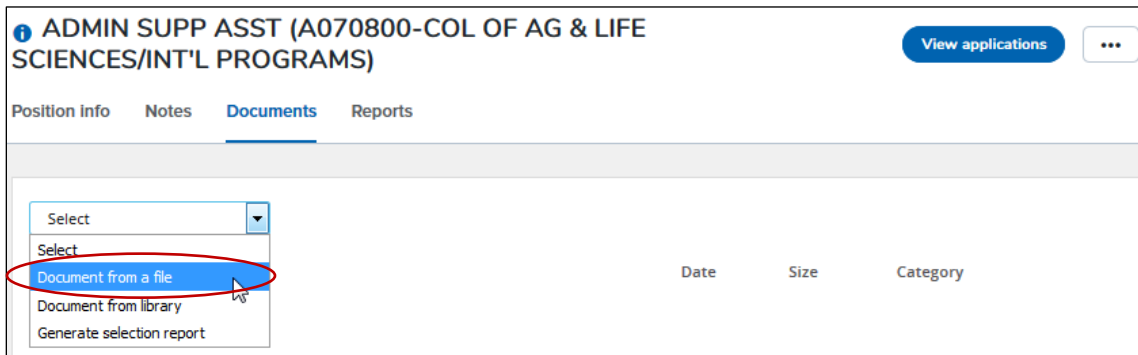 ADMIN SUPP ASST (A070800-COL OF AG & LIFE
SCIENCES/INT'L PROGRAMS)
View applications
Position info Notes Documents Reports
Select
Select
Document from a file
Date Size Category
Document from library
Generate selection report